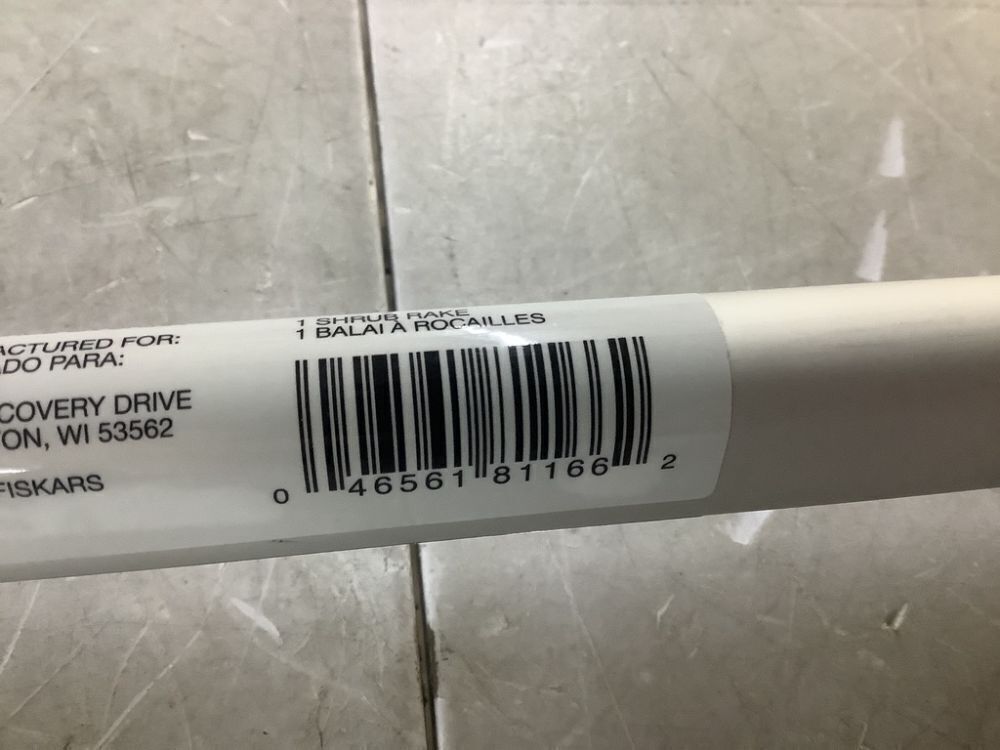 ACTURED FOR:
ADO PARA:
COVERY DRIVE
ON, WI 53562
FISKARS
1 SHRUB RAKE
1 BALAI À ROCAILLES
0 46561 81166 2